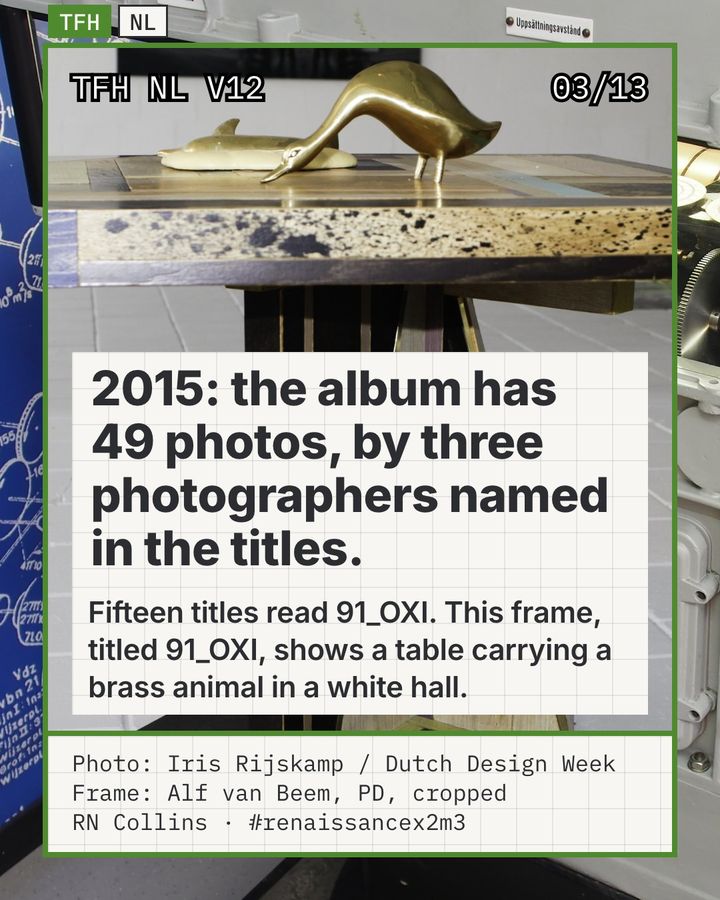 TFH NL
Uppsättningsavstånd
TFH NL V12
03/13
2015: the album has
49 photos, by three
photographers named
in the titles.
Fifteen titles read 91_OXI. This frame,
titled 91_OXI, shows a table carrying a
brass animal in a white hall.
Photo: Iris Rijskamp / Dutch Design Week
Frame: Alf van Beem, PD, cropped
RN Collins · #renaissancex2m3